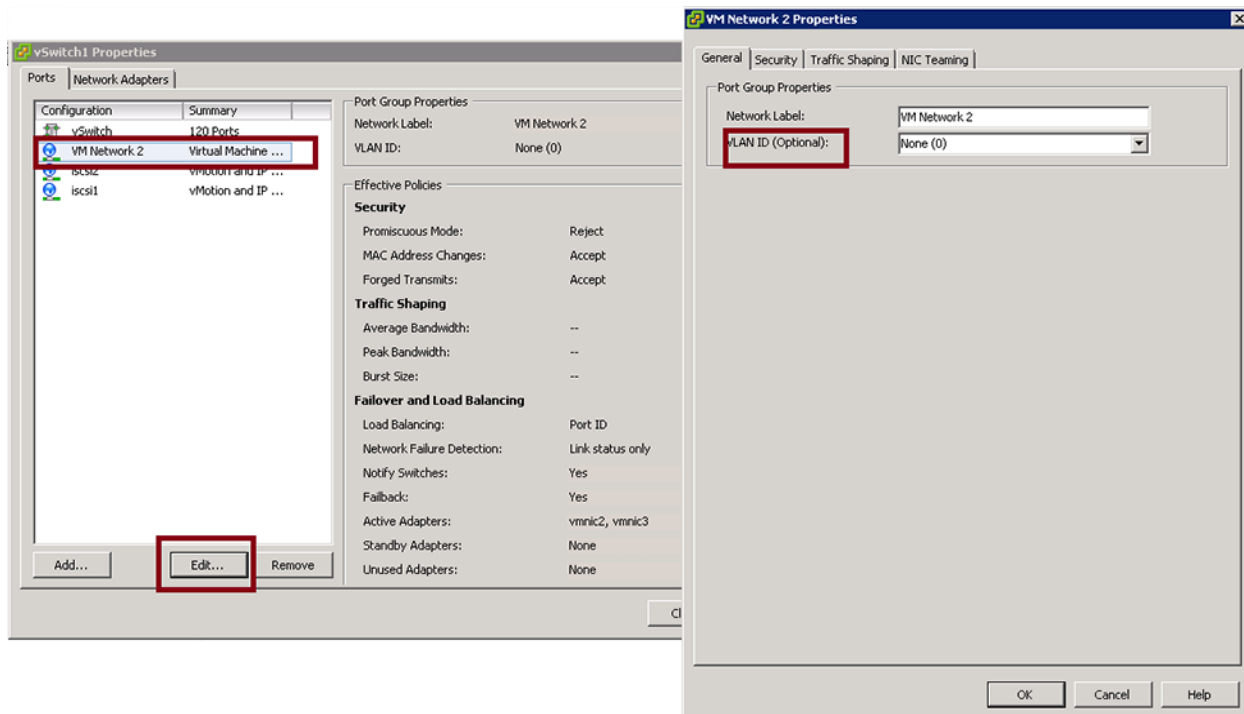 vSwitch1 Properties
Ports Network Adapters
Configuration Summary
vSwitch 120 Ports
VM Network 2 Virtual Machine ...
iscsi2 vMotion and IP ...
iscsi1 vMotion and IP ...
Add... Edit... Remove
Port Group Properties
Network Label: VM Network 2
VLAN ID: None (0)
Effective Policies
Security
Promiscuous Mode: Reject
MAC Address Changes: Accept
Forged Transmits: Accept
Traffic Shaping
Average Bandwidth: --
Peak Bandwidth: --
Burst Size: --
Failover and Load Balancing
Load Balancing: Port ID
Network Failure Detection: Link status only
Notify Switches: Yes
Failback: Yes
Active Adapters: vmnic2, vmnic3
Standby Adapters: None
Unused Adapters: None
Cl
VM Network 2 Properties
General Security Traffic Shaping NIC Teaming
Port Group Properties
Network Label: VM Network 2
VLAN ID (Optional): None (0)
OK Cancel Help